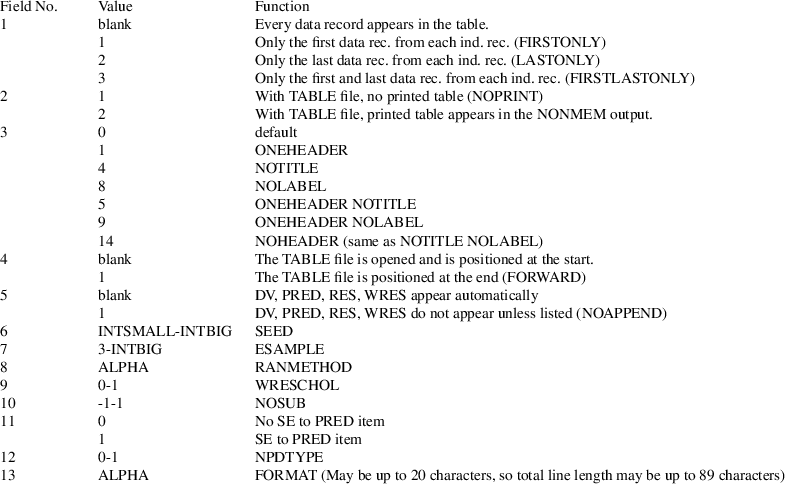 Field No. Value Function
1 blank Every data record appears in the table.
1 Only the first data rec. from each ind. rec. (FIRSTONLY)
2 Only the last data rec. from each ind. rec. (LASTONLY)
3 Only the first and last data rec. from each ind. rec. (FIRSTLASTONLY)
2 1 With TABLE file, no printed table (NOPRINT)
2 With TABLE file, printed table appears in the NONMEM output.
3 0 default
1 ONEHEADER
4 NOTITLE
8 NOLABEL
5 ONEHEADER NOTITLE
9 ONEHEADER NOLABEL
14 NOHEADER (same as NOTITLE NOLABEL)
4 blank The TABLE file is opened and is positioned at the start.
1 The TABLE file is positioned at the end (FORWARD)
5 blank DV, PRED, RES, WRES appear automatically
1 DV, PRED, RES, WRES do not appear unless listed (NOAPPEND)
6 INTSMALL-INTBIG SEED
7 3-INTBIG ESAMPLE
8 ALPHA RANMETHOD
9 0-1 WRESCHOL
10 -1-1 NOSUB
11 0 No SE to PRED item
1 SE to PRED item
12 0-1 NPDTYPE
13 ALPHA FORMAT (May be up to 20 characters, so total line length may be up to 89 characters)